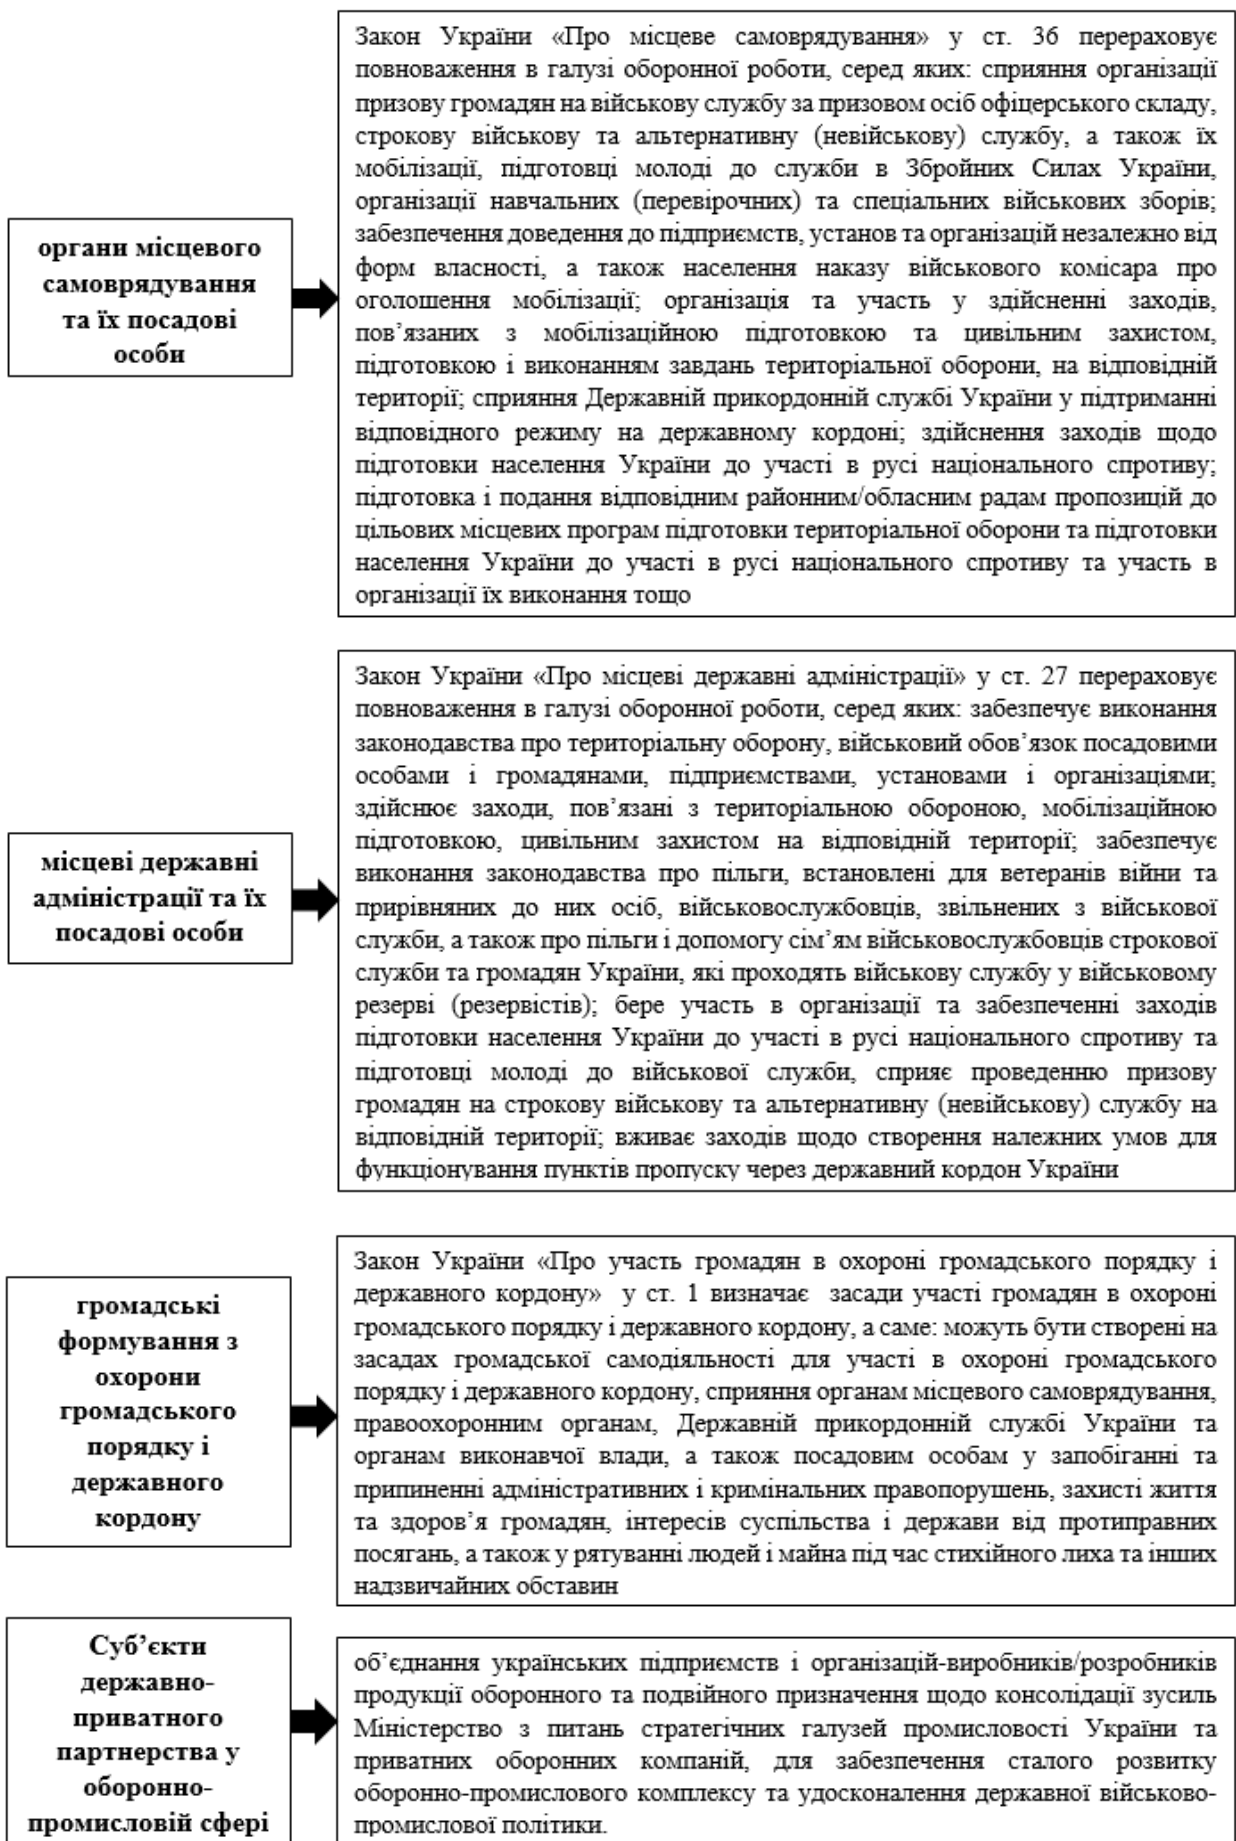 органи місцевого
самоврядування
та їх посадові
особи
Закон України «Про місцеве самоврядування» у ст. 36 перераховує
повноваження в галузі оборонної роботи, серед яких: сприяння організації
призову громадян на військову службу за призовом осіб офіцерського складу,
строкову військову та альтернативну (невійськову) службу, а також їх
мобілізації, підготовці молоді до служби в Збройних Силах України,
організації навчальних (перевірочних) та спеціальних військових зборів;
забезпечення доведення до підприємств, установ та організацій незалежно від
форм власності, а також населення наказу військового комісара про
оголошення мобілізації; організація та участь у здійсненні заходів,
пов’язаних з мобілізаційною підготовкою та цивільним захистом,
підготовкою і виконанням завдань територіальної оборони, на відповідній
території; сприяння Державній прикордонній службі України у підтриманні
відповідного режиму на державному кордоні; здійснення заходів щодо
підготовки населення України до участі в русі національного спротиву;
підготовка і подання відповідним районним/обласним радам пропозицій до
цільових місцевих програм підготовки територіальної оборони та підготовки
населення України до участі в русі національного спротиву та участь в
організації їх виконання тощо
місцеві державні
адміністрації та їх
посадові особи
Закон України «Про місцеві державні адміністрації» у ст. 27 перераховує
повноваження в галузі оборонної роботи, серед яких: забезпечує виконання
законодавства про територіальну оборону, військовий обов’язок посадовими
особами і громадянами, підприємствами, установами і організаціями;
здійснює заходи, пов’язані з територіальною обороною, мобілізаційною
підготовкою, цивільним захистом на відповідній території; забезпечує
виконання законодавства про пільги, встановлені для ветеранів війни та
прирівняних до них осіб, військовослужбовців, звільнених з військової
служби, а також про пільги і допомогу сім’ям військовослужбовців строкової
служби та громадян України, які проходять військову службу у військовому
резерві (резервістів); бере участь в організації та забезпеченні заходів
підготовки населення України до участі в русі національного спротиву та
підготовці молоді до військової служби, сприяє проведенню призову
громадян на строкову військову та альтернативну (невійськову) службу на
відповідній території; вживає заходів щодо створення належних умов для
функціонування пунктів пропуску через державний кордон України
громадські
формування з
охорони
громадського
порядку і
державного
кордону
Закон України «Про участь громадян в охороні громадського порядку і
державного кордону» у ст. 1 визначає засади участі громадян в охороні
громадського порядку і державного кордону, а саме: можуть бути створені на
засадах громадської самодіяльності для участі в охороні громадського
порядку і державного кордону, сприяння органам місцевого самоврядування,
правоохоронним органам, Державній прикордонній службі України та
органам виконавчої влади, а також посадовим особам у запобіганні та
припиненні адміністративних і кримінальних правопорушень, захисті життя
та здоров’я громадян, інтересів суспільства і держави від протиправних
посягань, а також у рятуванні людей і майна під час стихійного лиха та інших
надзвичайних обставин
Суб’єкти
державно-
приватного
партнерства у
оборонно-
промисловій сфері
об’єднання українських підприємств і організацій-виробників/розробників
продукції оборонного та подвійного призначення щодо консолідації зусиль
Міністерство з питань стратегічних галузей промисловості України та
приватних оборонних компаній, для забезпечення сталого розвитку
оборонно-промислового комплексу та удосконалення державної військово-
промислової політики.